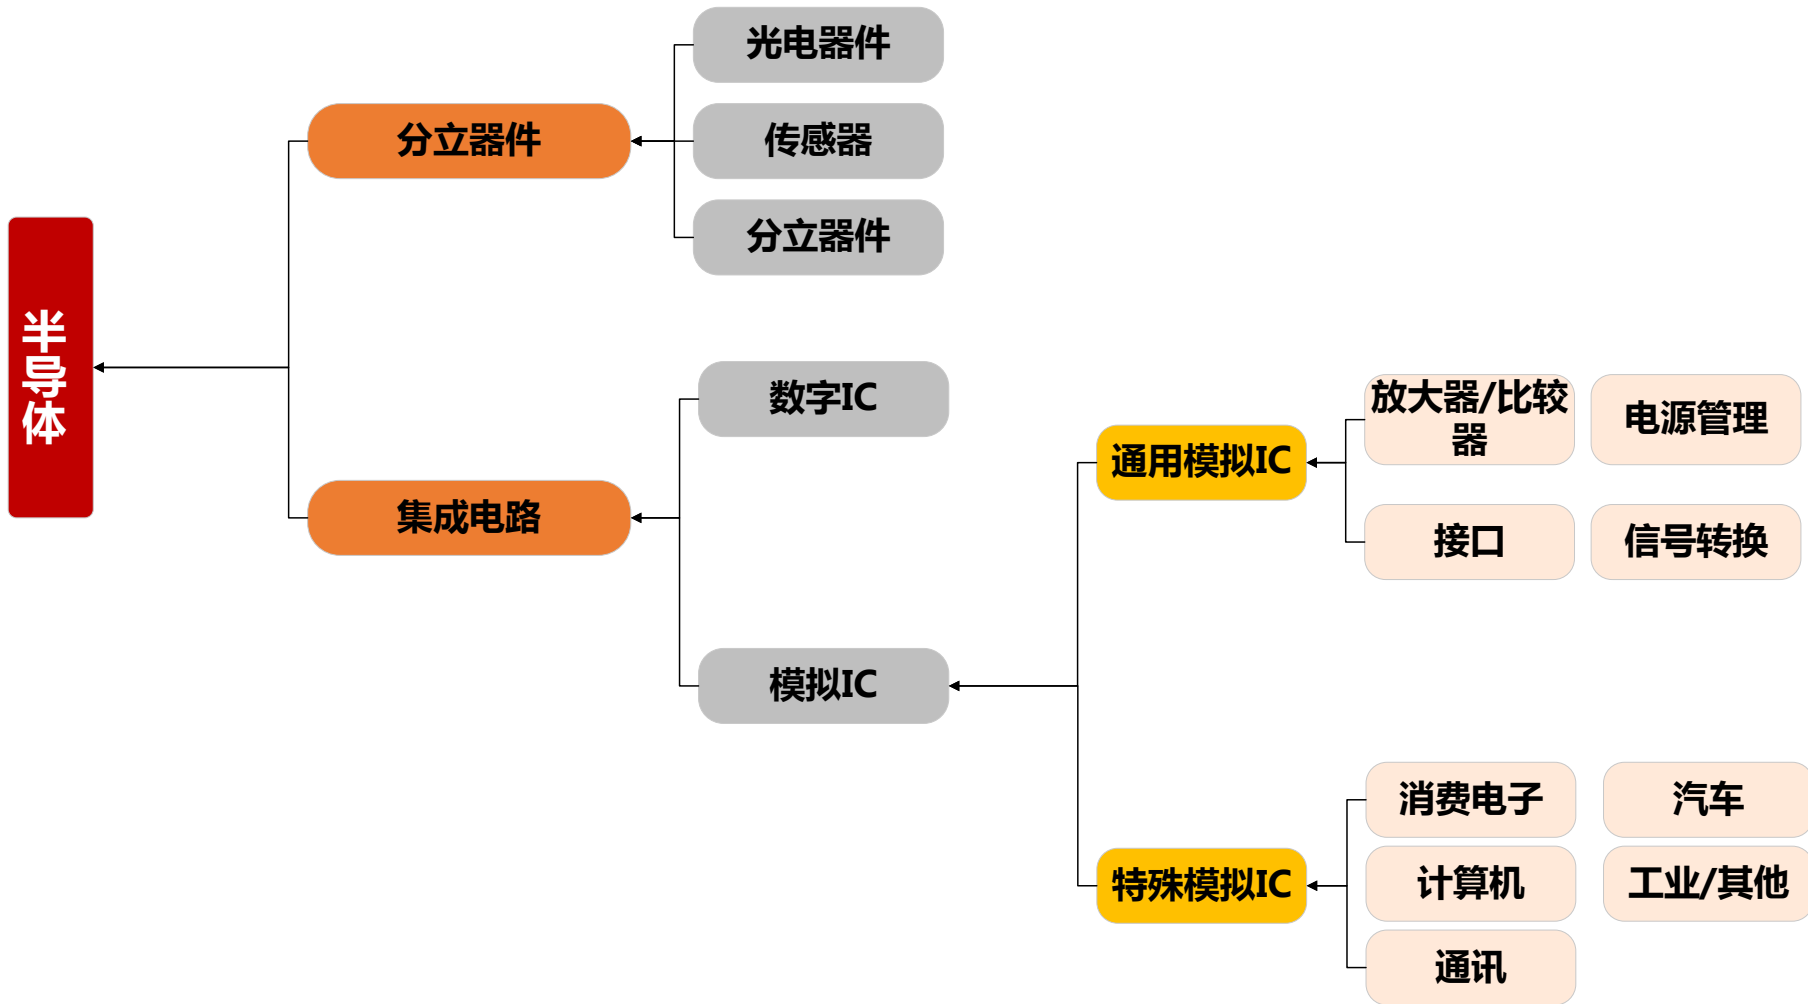 半导体
分立器件
光电器件
传感器
分立器件
集成电路
数字IC
模拟IC
通用模拟IC
放大器/比较
器
电源管理
接口
信号转换
特殊模拟IC
消费电子
汽车
计算机
工业/其他
通讯